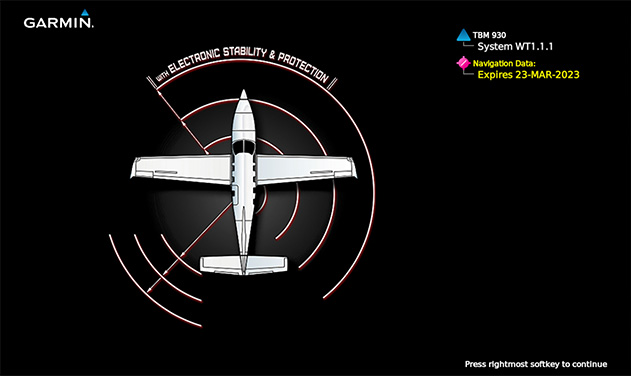 GARMIN.
WITH ELECTRONIC STABILITY & PROTECTION
TBM 930
System WT1.1.1
Navigation Data:
Expires 23-MAR-2023
Press rightmost softkey to continue